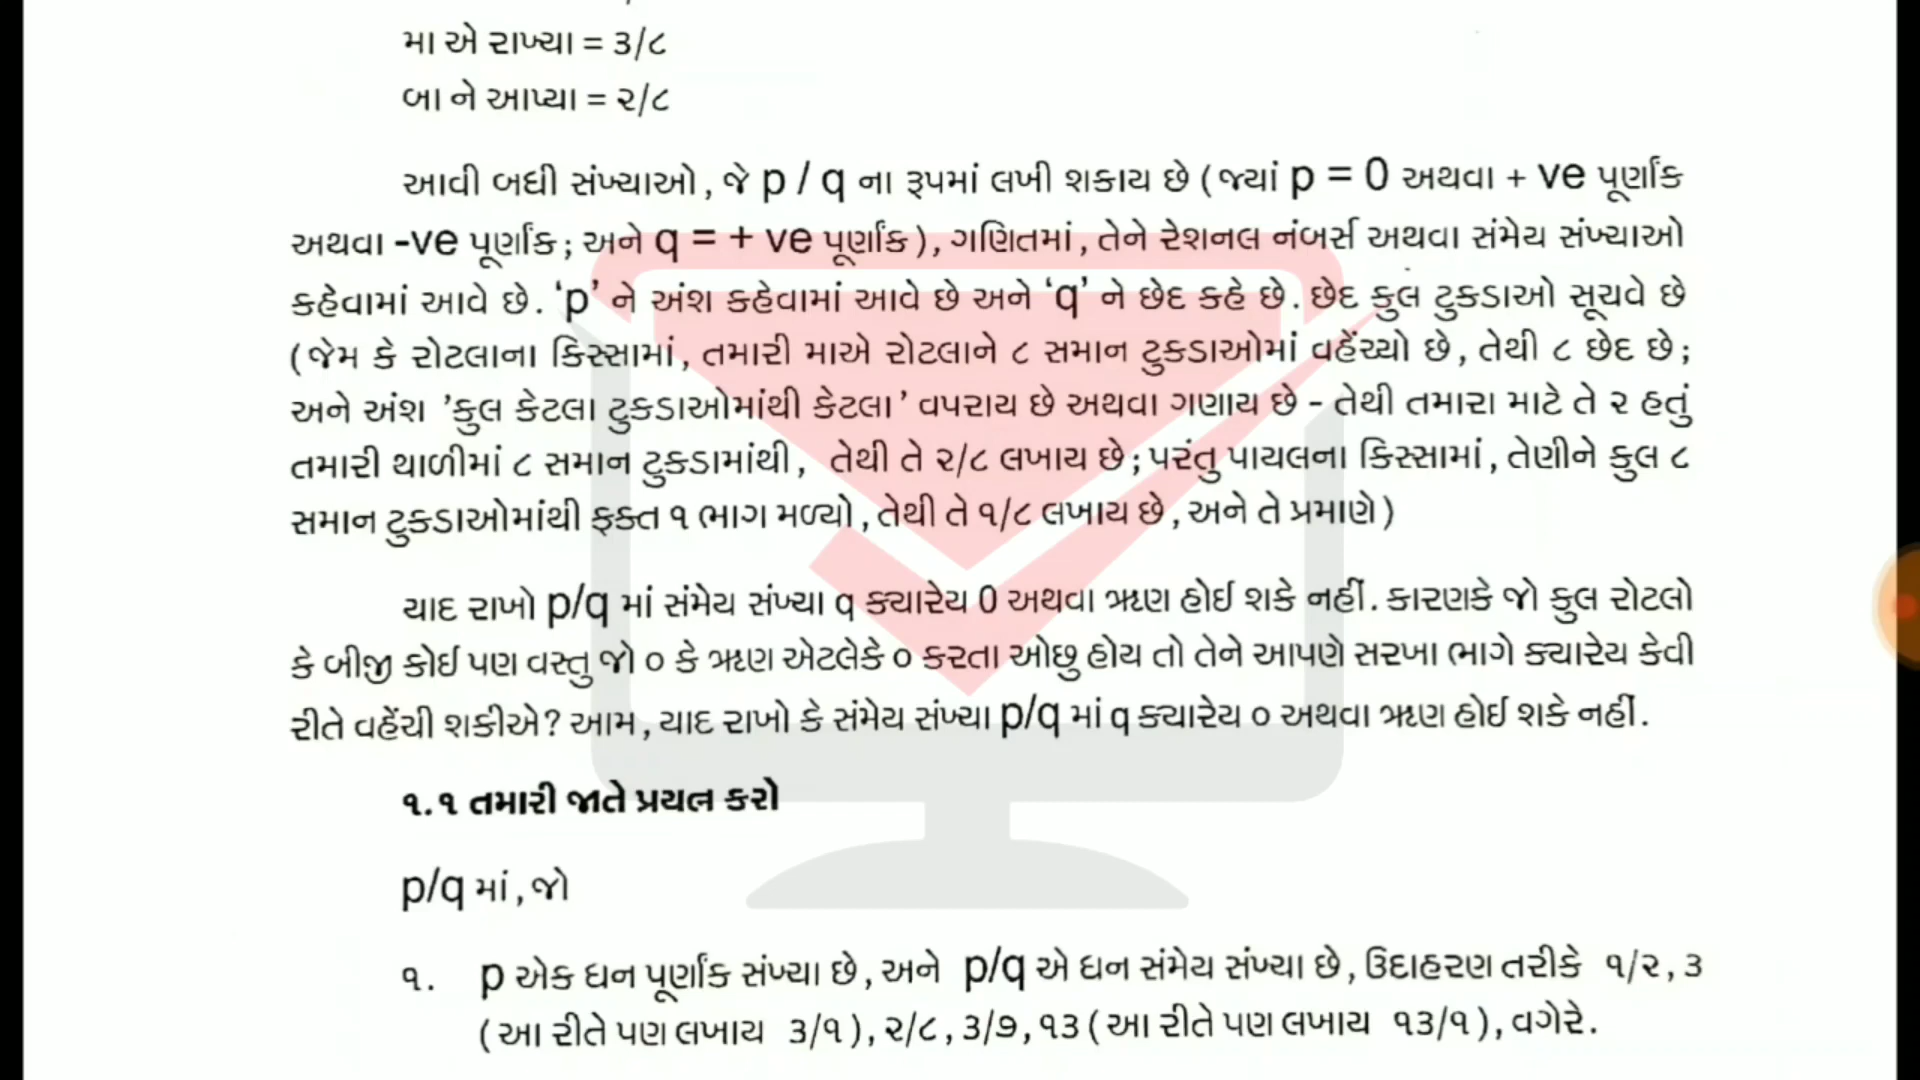 મા એ રાખ્યા = ૩/૮
બા ને આપ્યા = ૨/૮
આવી બધી સંખ્યાઓ, જે p / q ના રૂપમાં લખી શકાય છે (જ્યાં p = 0 અથવા + ve પૂર્ણાંક
અથવા -ve પૂર્ણાંક; અને q = + ve પૂર્ણાંક), ગણિતમાં, તેને રેશનલ નંબર્સ અથવા સંમેય સંખ્યાઓ
કહેવામાં આવે છે. ‘p’ ને અંશ કહેવામાં આવે છે અને ‘q’ ને છેદ કહે છે. છેદ કુલ ટુકડાઓ સૂચવે છે
(જેમ કે રોટલાના કિસ્સામાં, તમારી માએ રોટલાને ૮ સમાન ટુકડાઓમાં વહેંચ્યો છે, તેથી ૮ છેદ છે;
અને અંશ ’કુલ કેટલા ટુકડાઓમાંથી કેટલા’ વપરાય છે અથવા ગણાય છે - તેથી તમારા માટે તે ૨ હતું
તમારી થાળીમાં ૮ સમાન ટુકડામાંથી, તેથી તે ૨/૮ લખાય છે; પરંતુ પાયલના કિસ્સામાં, તેણીને કુલ ૮
સમાન ટુકડાઓમાંથી ફક્ત ૧ ભાગ મળ્યો, તેથી તે ૧/૮ લખાય છે, અને તે પ્રમાણે)
યાદ રાખો p/q માં સંમેય સંખ્યા q ક્યારેય 0 અથવા ઋણ હોઈ શકે નહીં. કારણકે જો કુલ રોટલો
કે બીજી કોઈ પણ વસ્તુ જો ૦ કે ઋણ એટલેકે ૦ કરતા ઓછુ હોય તો તેને આપણે સરખા ભાગે ક્યારેય કેવી
રીતે વહેંચી શકીએ? આમ, યાદ રાખો કે સંમેય સંખ્યા p/q માં q ક્યારેય ૦ અથવા ઋણ હોઈ શકે નહીં.
૧.૧ તમારી જાતે પ્રયત્ન કરો
p/q માં, જો
૧. p એક ધન પૂર્ણાંક સંખ્યા છે, અને p/q એ ધન સંમેય સંખ્યા છે, ઉદાહરણ તરીકે ૧/૨, ૩
(આ રીતે પણ લખાય ૩/૧), ૨/૮, ૩/૭, ૧૩ (આ રીતે પણ લખાય ૧૩/૧), વગેરે.